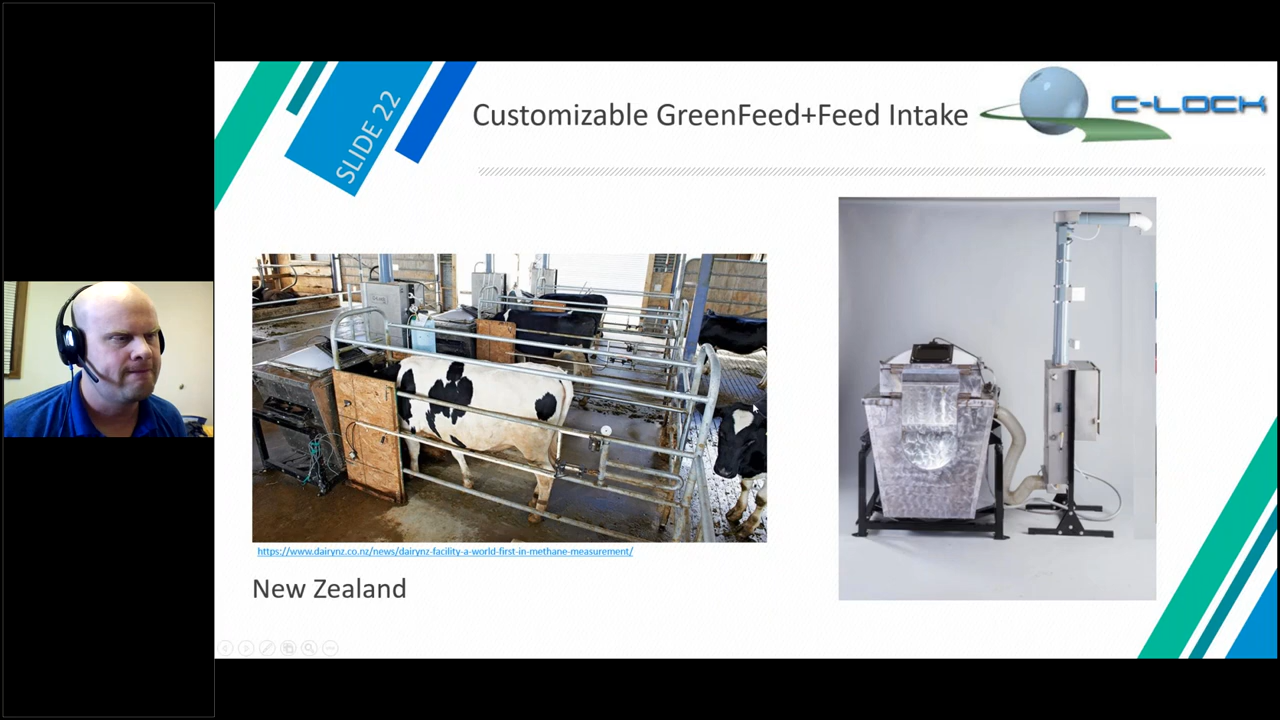 SLIDE 22
Customizable GreenFeed+Feed Intake
C-LOCK
https://www.dairynz.co.nz/news/dairynz-facility-a-world-first-in-methane-measurement/
New Zealand